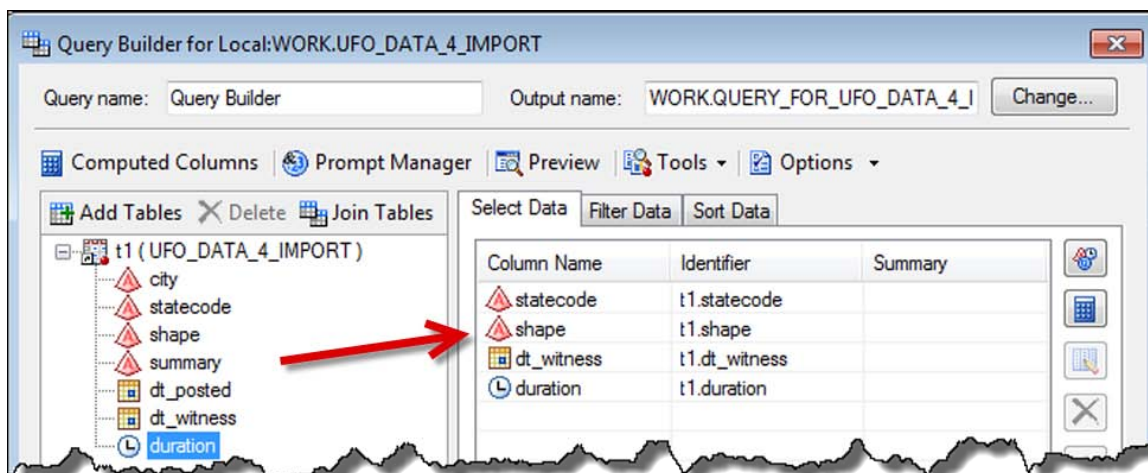 Query Builder for Local:WORK.UFO_DATA_4_IMPORT
Query name: Query Builder Output name: WORK.QUERY_FOR_UFO_DATA_4_I Change...
Computed Columns Prompt Manager Preview Tools Options
Add Tables Delete Join Tables
t1 ( UFO_DATA_4_IMPORT )
city
statecode
shape
summary
dt_posted
dt_witness
duration
Select Data Filter Data Sort Data
Column Name Identifier Summary
statecode t1.statecode
shape t1.shape
dt_witness t1.dt_witness
duration t1.duration